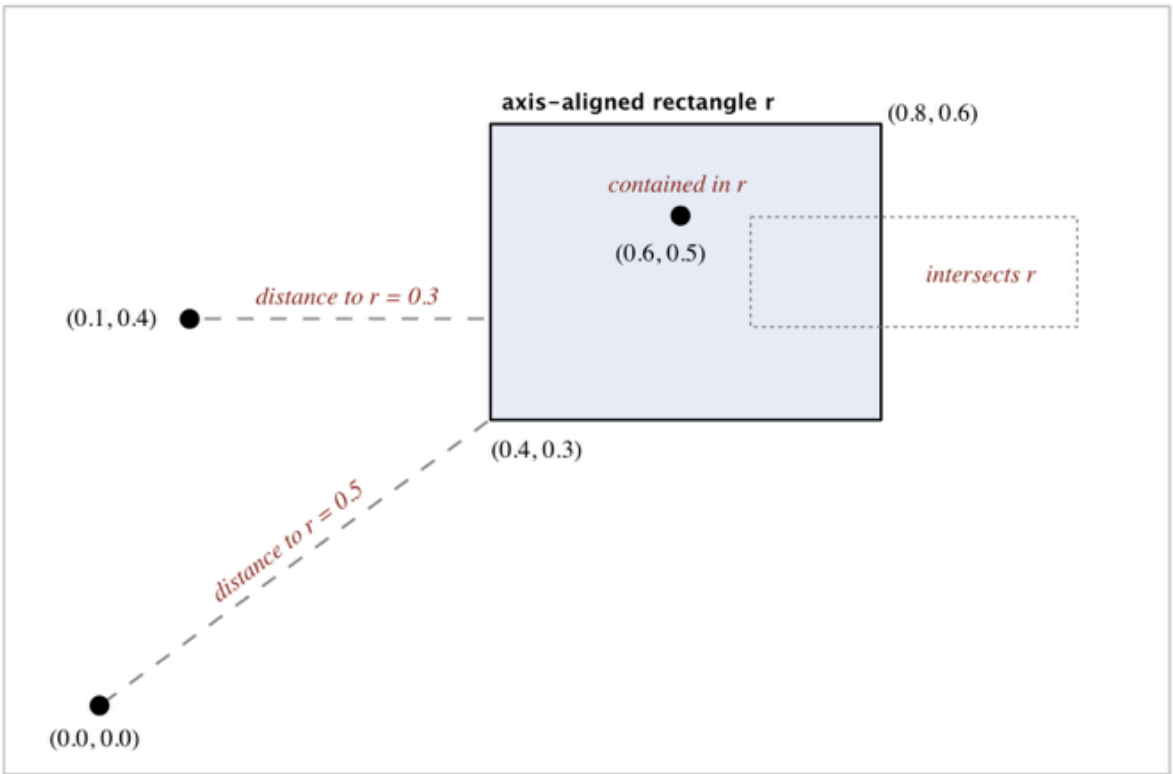 axis-aligned rectangle r
(0.8, 0.6)
contained in r
(0.6, 0.5)
intersects r
distance to r = 0.3
(0.1, 0.4)
(0.4, 0.3)
distance to r = 0.5
(0.0, 0.0)